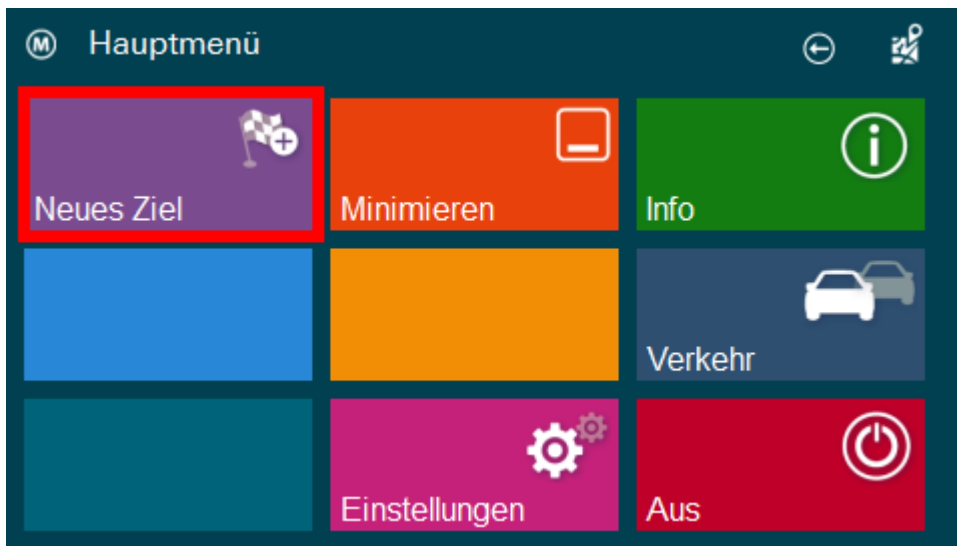 M Hauptmenü
Neues Ziel
Minimieren
Info
Verkehr
Einstellungen
Aus